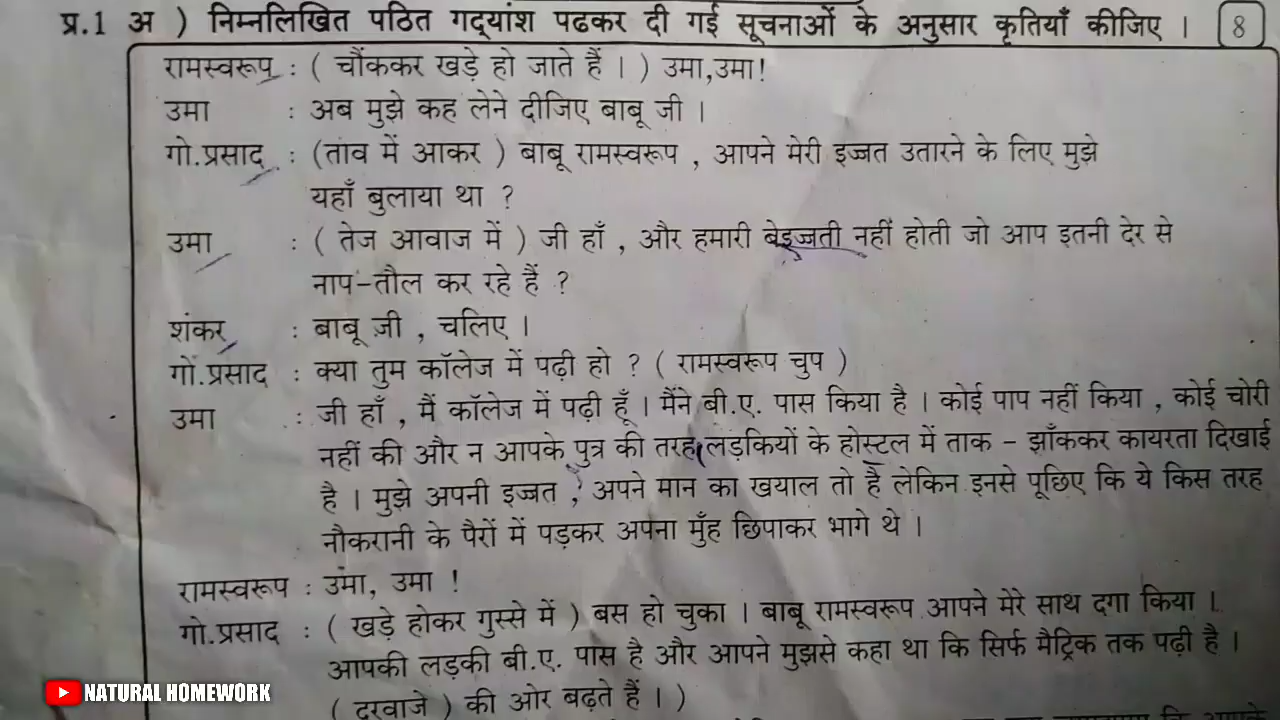 प्र.1 अ ) निम्नलिखित पठित गद्यांश पढकर दी गई सूचनाओं के अनुसार कृतियाँ कीजिए । 8
रामस्वरूप : ( चौंककर खड़े हो जाते हैं । ) उमा,उमा!
उमा : अब मुझे कह लेने दीजिए बाबू जी ।
गो.प्रसाद : (तांव में आकर ) बाबू रामस्वरूप , आपने मेरी इज्जत उतारने के लिए मुझे
यहाँ बुलाया था ?
उमा : ( तेज आवाज में ) जी हाँ , और हमारी बेइज्जती नहीं होती जो आप इतनी देर से
नाप-तौल कर रहे हैं ?
शंकर : बाबू जी , चलिए ।
गों.प्रसाद : क्या तुम कॉलेज में पढ़ी हो ? ( रामस्वरूप चुप )
उमा : जी हाँ , मैं कॉलेज में पढ़ी हूँ । मैंने बी.ए. पास किया है । कोई पाप नहीं किया , कोई चोरी
नहीं की और न आपके पुत्र की तरह लड़कियों के होस्टल में ताक - झाँककर कायरता दिखाई
है । मुझे अपनी इज्जत , अपने मान का खयाल तो है लेकिन इनसे पूछिए कि ये किस तरह
नौकरानी के पैरों में पड़कर अपना मुँह छिपाकर भागे थे ।
रामस्वरूप : उमा, उमा !
गो.प्रसाद : ( खड़े होकर गुस्से में ) बस हो चुका । बाबू रामस्वरूप आपने मेरे साथ दगा किया ।
आपकी लड़की बी.ए. पास है और आपने मुझसे कहा था कि सिर्फ मैट्रिक तक पढ़ी है ।
( दरवाजे ) की ओर बढ़ते हैं । )
NATURAL HOMEWORK